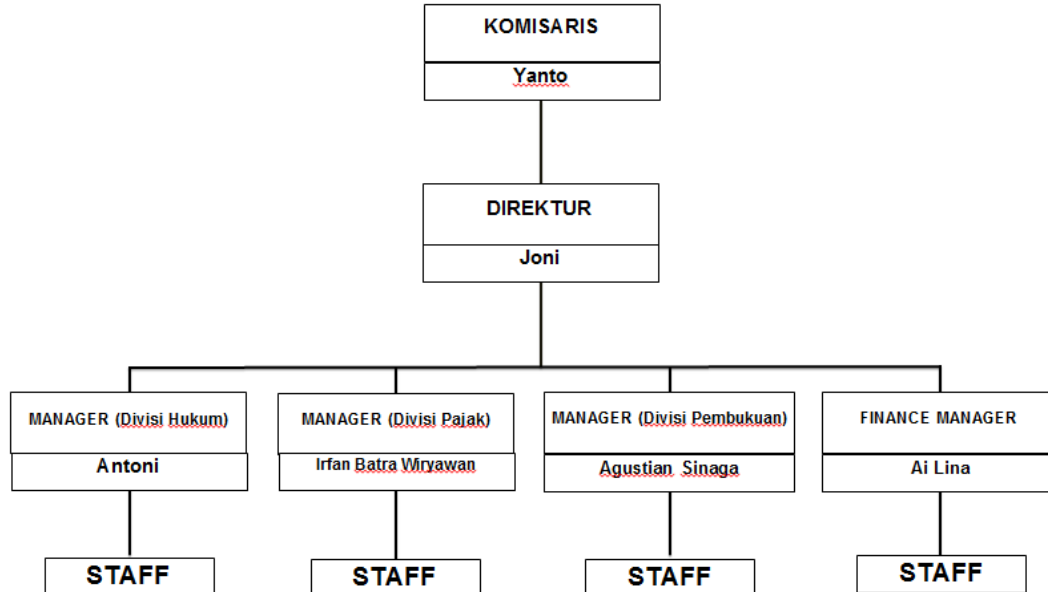 KOMISARIS
Yanto
DIREKTUR
Joni
MANAGER (Divisi Hukum)
Antoni
MANAGER (Divisi Pajak)
Irfan Batra Wiryawan
MANAGER (Divisi Pembukuan)
Agustian Sinaga
FINANCE MANAGER
Ai Lina
STAFF
STAFF
STAFF
STAFF